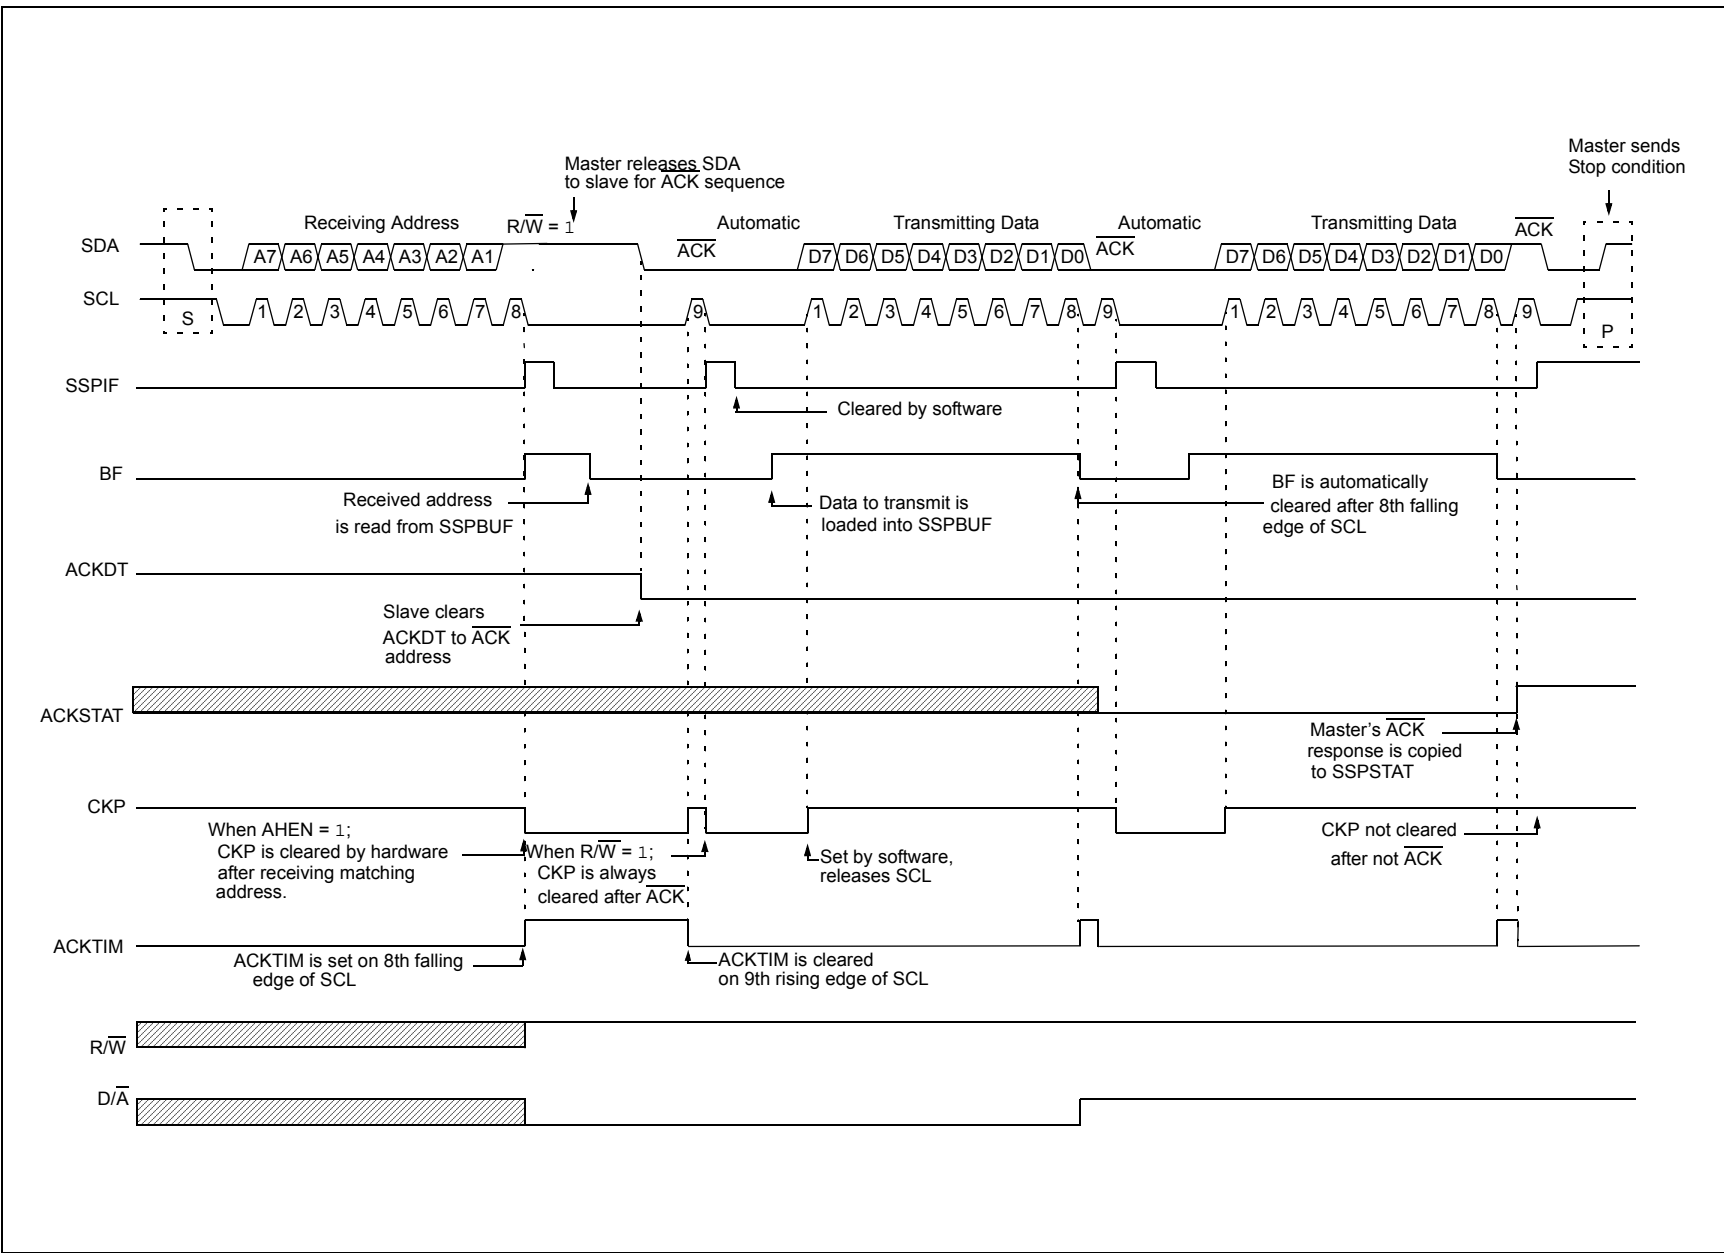 Master sends
Stop condition
Master releases SDA
to slave for ACK sequence
Receiving Address R/W = 1 Automatic Transmitting Data Automatic Transmitting Data ACK
SDA A7 A6 A5 A4 A3 A2 A1 ACK D7 D6 D5 D4 D3 D2 D1 D0 ACK D7 D6 D5 D4 D3 D2 D1 D0
SCL S 1 2 3 4 5 6 7 8 9 1 2 3 4 5 6 7 8 9 1 2 3 4 5 6 7 8 9 P
SSPIF
Cleared by software
BF
Received address
is read from SSPBUF
Data to transmit is
loaded into SSPBUF
BF is automatically
cleared after 8th falling
edge of SCL
ACKDT
Slave clears
ACKDT to ACK
address
ACKSTAT
Master's ACK
response is copied
to SSPSTAT
CKP
When AHEN = 1;
CKP is cleared by hardware
after receiving matching
address.
When R/W = 1;
CKP is always
cleared after ACK
Set by software,
releases SCL
CKP not cleared
after not ACK
ACKTIM
ACKTIM is set on 8th falling
edge of SCL
ACKTIM is cleared
on 9th rising edge of SCL
R/W
D/A